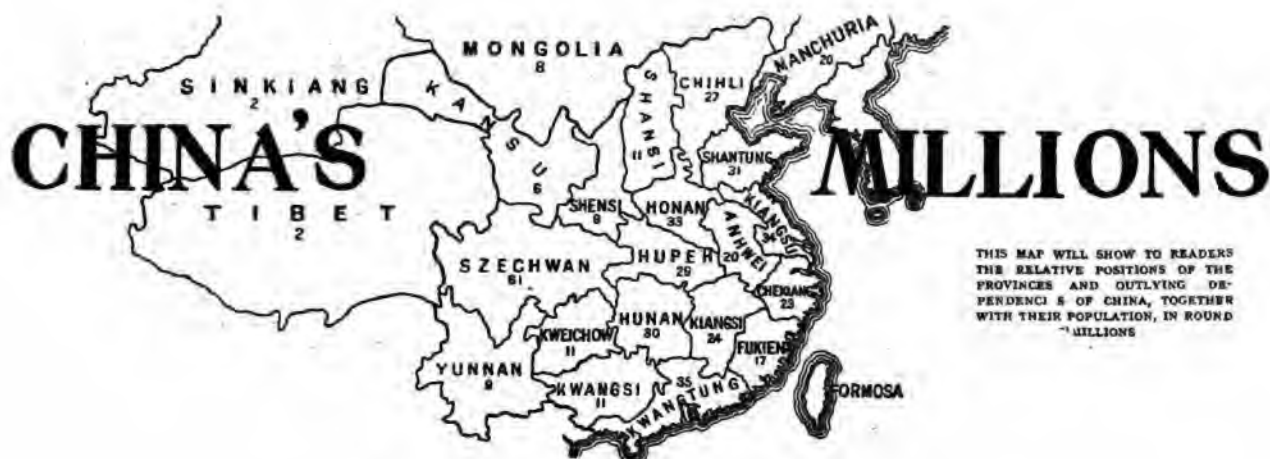 MONGOLIA
8
MANCHURIA
20
SINKIANG
2
KANSU
6
SHANSI
11
CHIHLI
27
CHINA'S MILLIONS
SHANTUNG
31
TIBET
2
SHENSI
HONAN
33
KIANGSU
ANHWEI
20
SZECHWAN
61
HUPEH
29
CHEKIANG
23
THIS MAP WILL SHOW TO READERS
THE RELATIVE POSITIONS OF THE
PROVINCES AND OUTLYING DE-
PENDENCI S OF CHINA, TOGETHER
WITH THEIR POPULATION, IN ROUND
MILLIONS
KWEICHOW
11
HUNAN
30
KIANGSI
24
FUKIEN
17
YUNNAN
9
KWANGSI
11
35
KWANGTUNG
FORMOSA